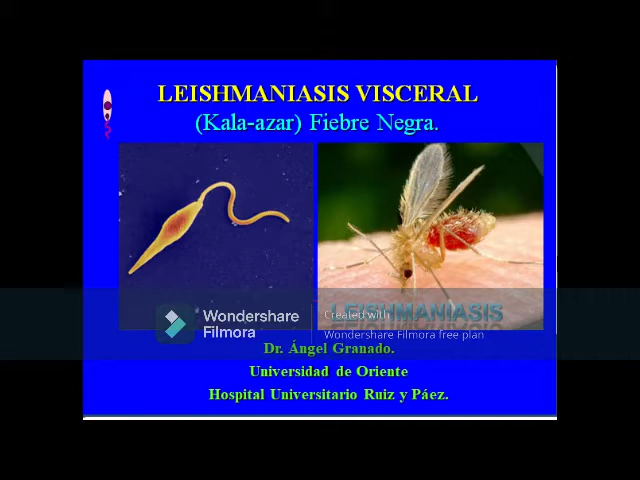 LEISHMANIASIS VISCERAL
(Kala-azar) Fiebre Negra.
LEISHMANIASIS
Wondershare
Filmora
Created with
Wondershare Filmora free plan
Dr. Ángel Granado.
Universidad de Oriente
Hospital Universitario Ruiz y Páez.